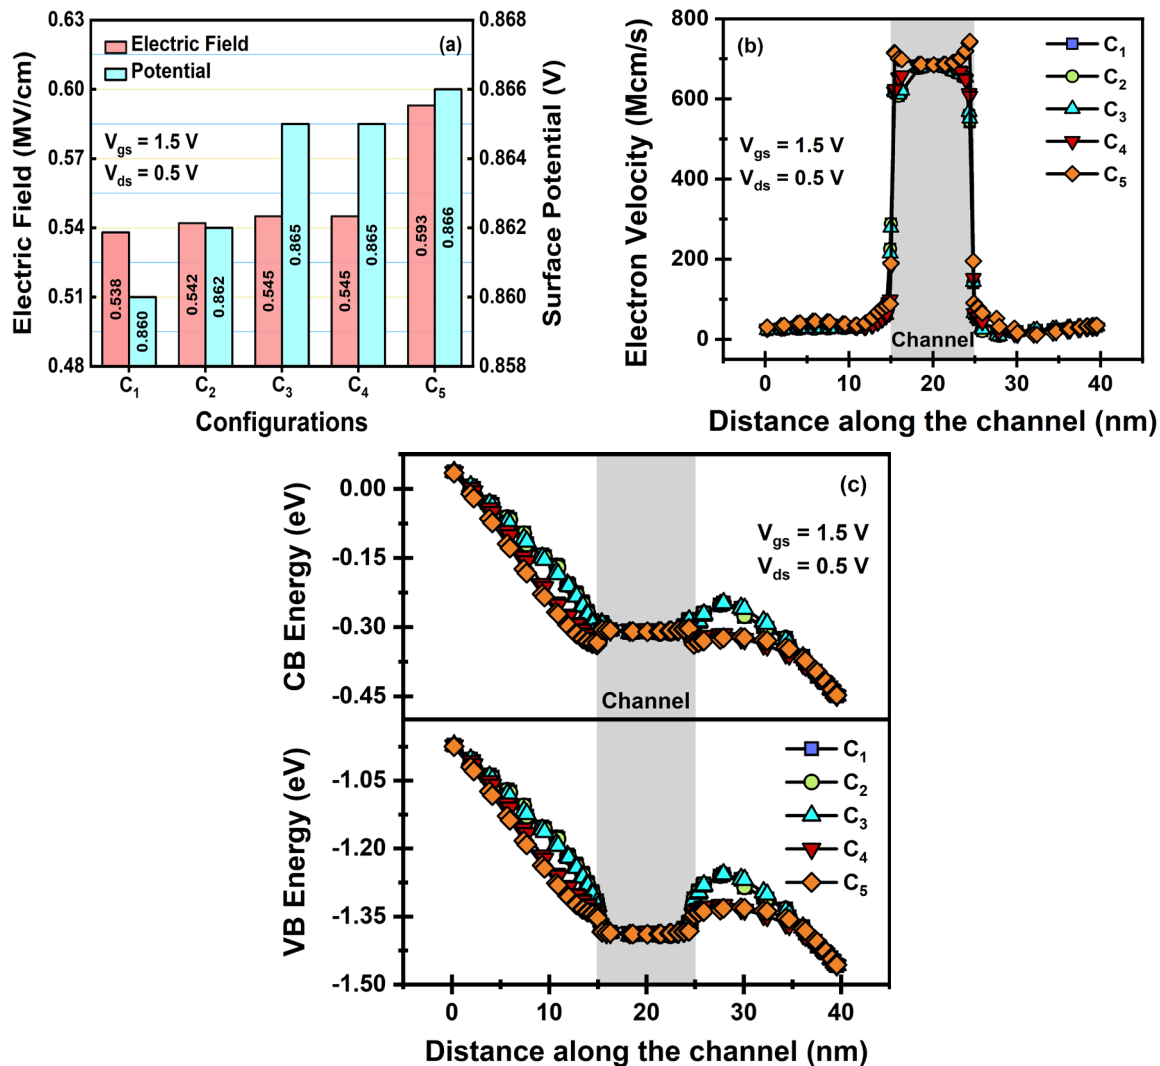 (a)
Electric Field
Potential
V_gs = 1.5 V
V_ds = 0.5 V
0.63
0.60
0.57
0.54
0.51
0.48
Electric Field (MV/cm)
0.868
0.866
0.864
0.862
0.860
0.858
Surface Potential (V)
0.538
0.860
0.542
0.862
0.545
0.865
0.545
0.865
0.593
0.866
C₁ C₂ C₃ C₄ C₅
Configurations
(b)
800
600
400
200
0
Electron Velocity (Mcm/s)
V_gs = 1.5 V
V_ds = 0.5 V
C₁
C₂
C₃
C₄
C₅
Channel
0 10 20 30 40
Distance along the channel (nm)
(c)
0.00
-0.15
-0.30
-0.45
CB Energy (eV)
V_gs = 1.5 V
V_ds = 0.5 V
Channel
-1.05
-1.20
-1.35
-1.50
VB Energy (eV)
C₁
C₂
C₃
C₄
C₅
0 10 20 30 40
Distance along the channel (nm)